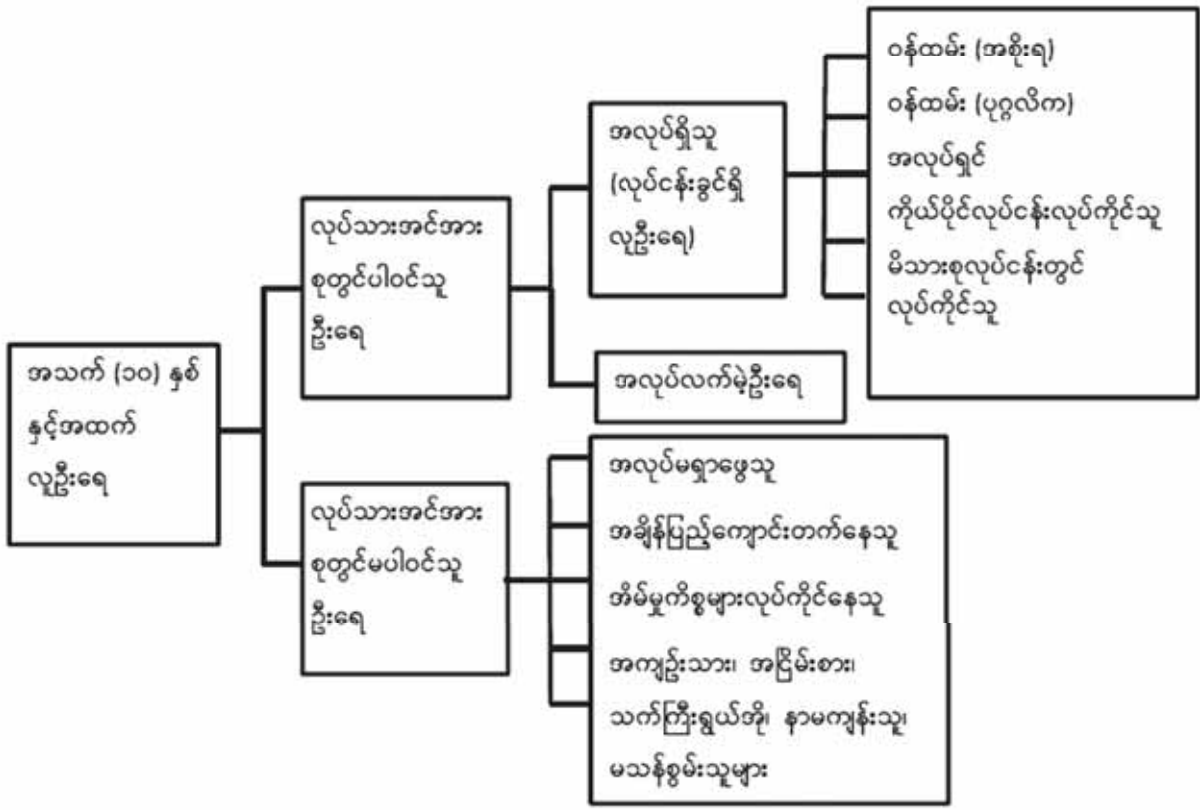 အသက် (၁၀) နှစ်
နှင့်အထက်
လူဦးရေ
လုပ်သားအင်အား
စုတွင်ပါဝင်သူ
ဦးရေ
အလုပ်ရှိသူ
(လုပ်ငန်းခွင်ရှိ
လူဦးရေ)
ဝန်ထမ်း (အစိုးရ)
ဝန်ထမ်း (ပုဂ္ဂလိက)
အလုပ်ရှင်
ကိုယ်ပိုင်လုပ်ငန်းလုပ်ကိုင်သူ
မိသားစုလုပ်ငန်းတွင်
လုပ်ကိုင်သူ
အလုပ်လက်မဲ့ဦးရေ
လုပ်သားအင်အား
စုတွင်မပါဝင်သူ
ဦးရေ
အလုပ်မရှာဖွေသူ
အချိန်ပြည့်ကျောင်းတက်နေသူ
အိမ်မှုကိစ္စများလုပ်ကိုင်နေသူ
အကျဉ်းသား၊ အငြိမ်းစား၊
သက်ကြီးရွယ်အို၊ နာမကျန်းသူ၊
မသန်စွမ်းသူများ